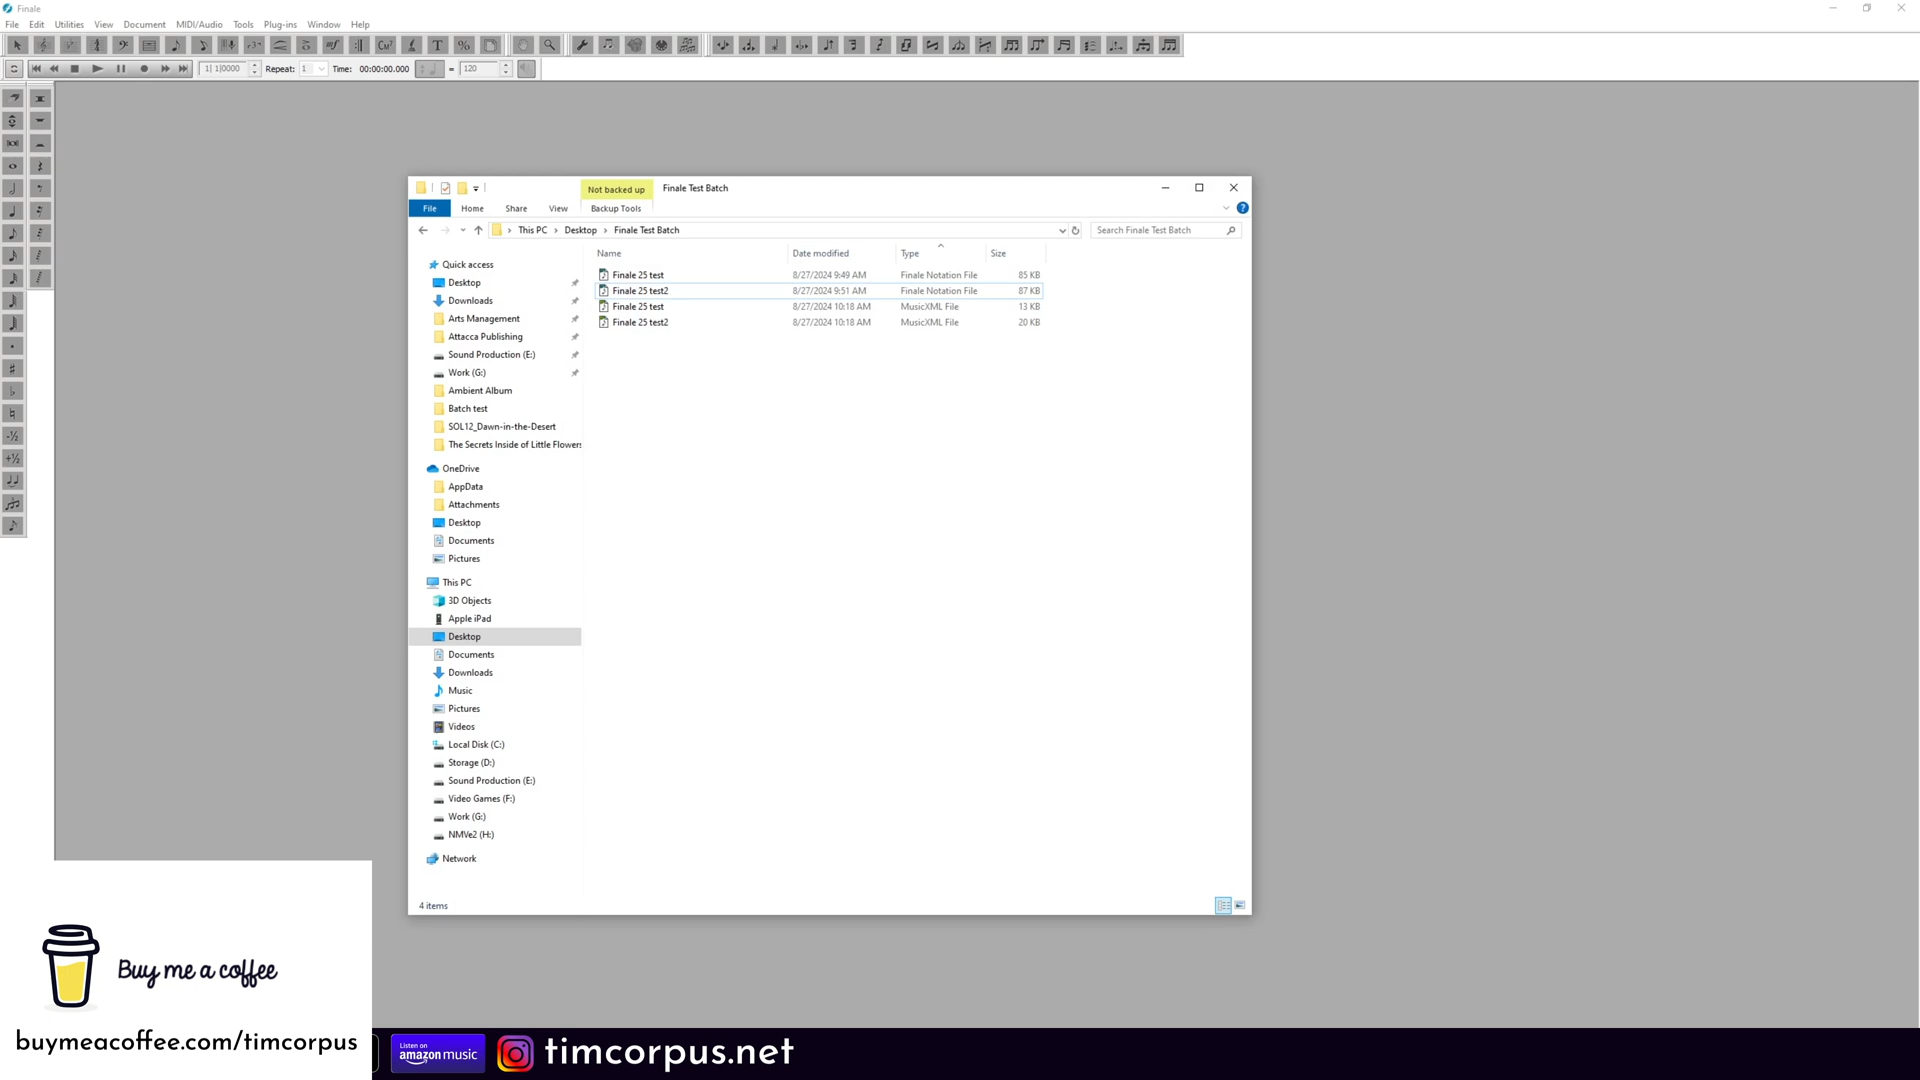 Finale
File Edit Utilities View Document MIDI/Audio Tools Plug-ins Window Help
1| 1|0000 Repeat: 1 Time: 00:00:00.000 = 120
Not backed up Finale Test Batch
File Home Share View Backup Tools
This PC > Desktop > Finale Test Batch Search Finale Test Batch
Name Date modified Type Size
Finale 25 test 8/27/2024 9:49 AM Finale Notation File 85 KB
Finale 25 test2 8/27/2024 9:51 AM Finale Notation File 87 KB
Finale 25 test 8/27/2024 10:18 AM MusicXML File 13 KB
Finale 25 test2 8/27/2024 10:18 AM MusicXML File 20 KB
Quick access
Desktop
Downloads
Arts Management
Attacca Publishing
Sound Production (E:)
Work (G:)
Ambient Album
Batch test
SOL12_Dawn-in-the-Desert
The Secrets Inside of Little Flowers
OneDrive
AppData
Attachments
Desktop
Documents
Pictures
This PC
3D Objects
Apple iPad
Desktop
Documents
Downloads
Music
Pictures
Videos
Local Disk (C:)
Storage (D:)
Sound Production (E:)
Video Games (F:)
Work (G:)
NMVe2 (H:)
Network
4 items
Buy me a coffee
buymeacoffee.com/timcorpus
Listen on
amazon music
timcorpus.net